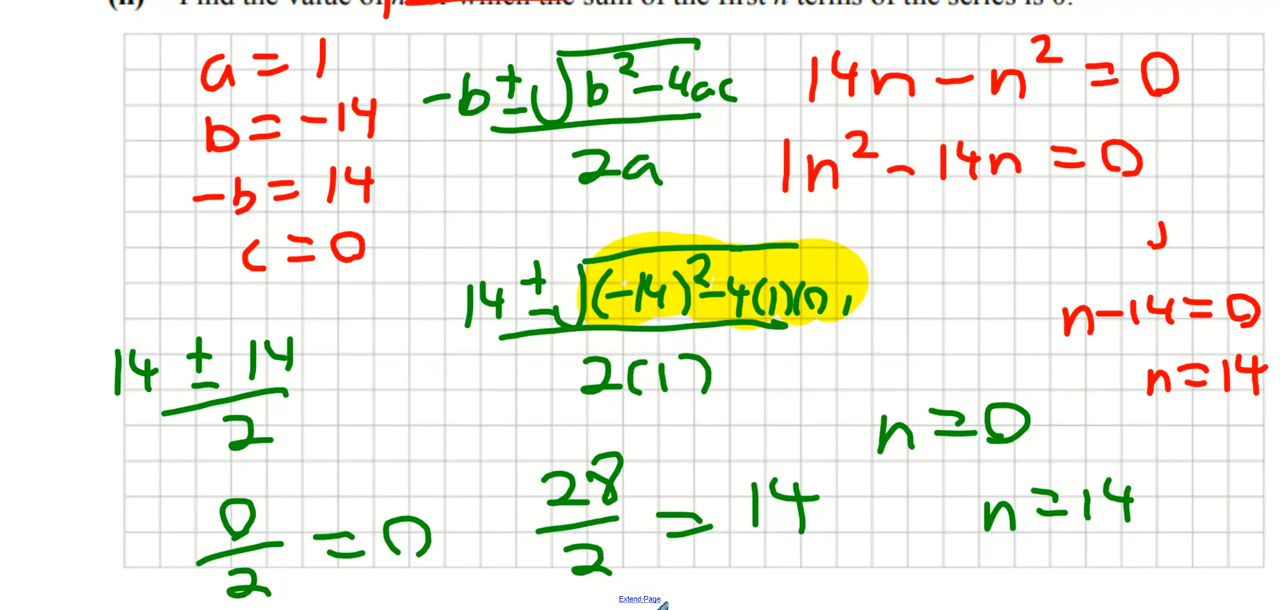 (ii) Find the value of n for which the sum of the first n terms of the series is 0.
a = 1
b = -14
-b = 14
c = 0
-b ± √(b² - 4ac)
2a
14n - n² = 0
1n² - 14n = 0
n - 14 = 0
n = 14
14 ± √((-14)² - 4(1)(0)
2(1)
14 ± 14
2
0
2
= 0
28
2
= 14
n = 0
n = 14
Extend Page